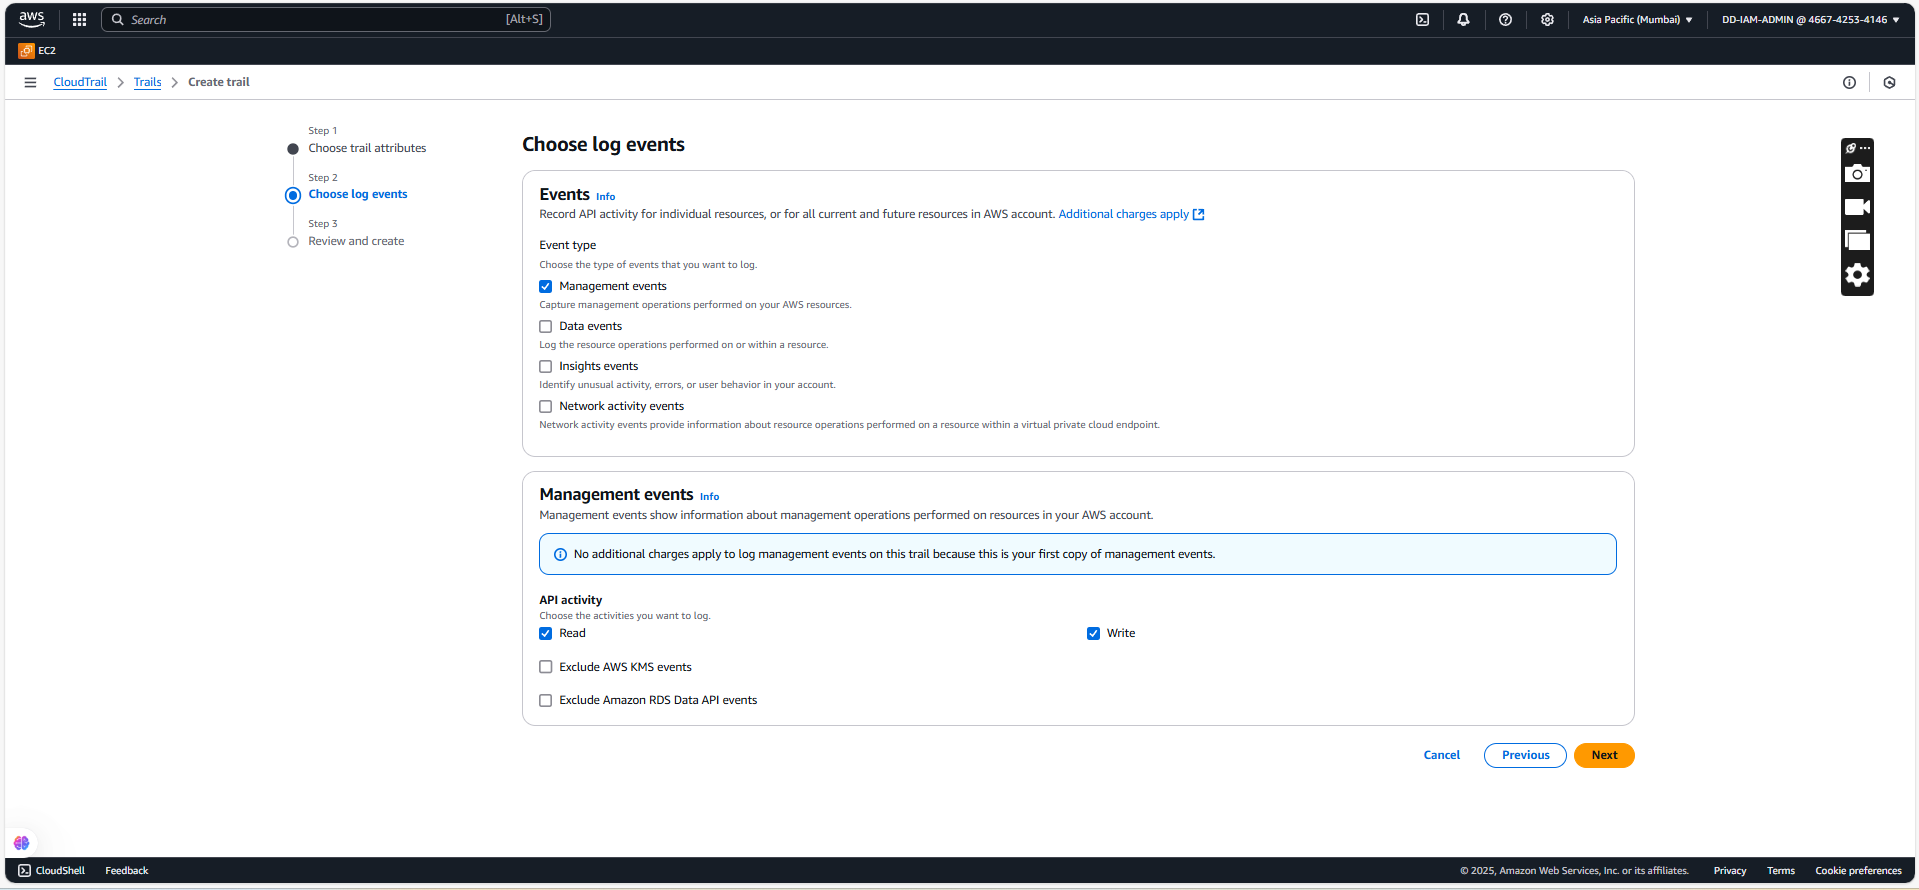 aws
Search [Alt+S]
Asia Pacific (Mumbai) DD-IAM-ADMIN @ 4667-4253-4146
EC2
CloudTrail Trails Create trail
Step 1
Choose trail attributes
Step 2
Choose log events
Step 3
Review and create
Choose log events
Events Info
Record API activity for individual resources, or for all current and future resources in AWS account. Additional charges apply
Event type
Choose the type of events that you want to log.
Management events
Capture management operations performed on your AWS resources.
Data events
Log the resource operations performed on or within a resource.
Insights events
Identify unusual activity, errors, or user behavior in your account.
Network activity events
Network activity events provide information about resource operations performed on a resource within a virtual private cloud endpoint.
Management events Info
Management events show information about management operations performed on resources in your AWS account.
No additional charges apply to log management events on this trail because this is your first copy of management events.
API activity
Choose the activities you want to log.
Read Write
Exclude AWS KMS events
Exclude Amazon RDS Data API events
Cancel Previous Next
CloudShell Feedback © 2025, Amazon Web Services, Inc. or its affiliates. Privacy Terms Cookie preferences